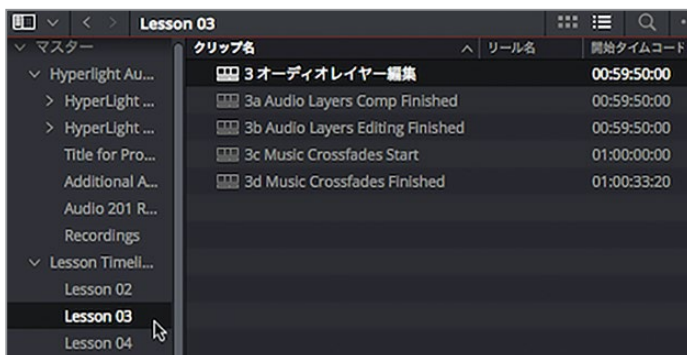 Lesson 03
マスター
Hyperlight Au...
HyperLight ...
HyperLight ...
Title for Pro...
Additional A...
Audio 201 R...
Recordings
Lesson Timeli...
Lesson 02
Lesson 03
Lesson 04
クリップ名 リール名 開始タイムコード
3 オーディオレイヤー編集 00:59:50:00
3a Audio Layers Comp Finished 00:59:50:00
3b Audio Layers Editing Finished 00:59:50:00
3c Music Crossfades Start 01:00:00:00
3d Music Crossfades Finished 01:00:33:20